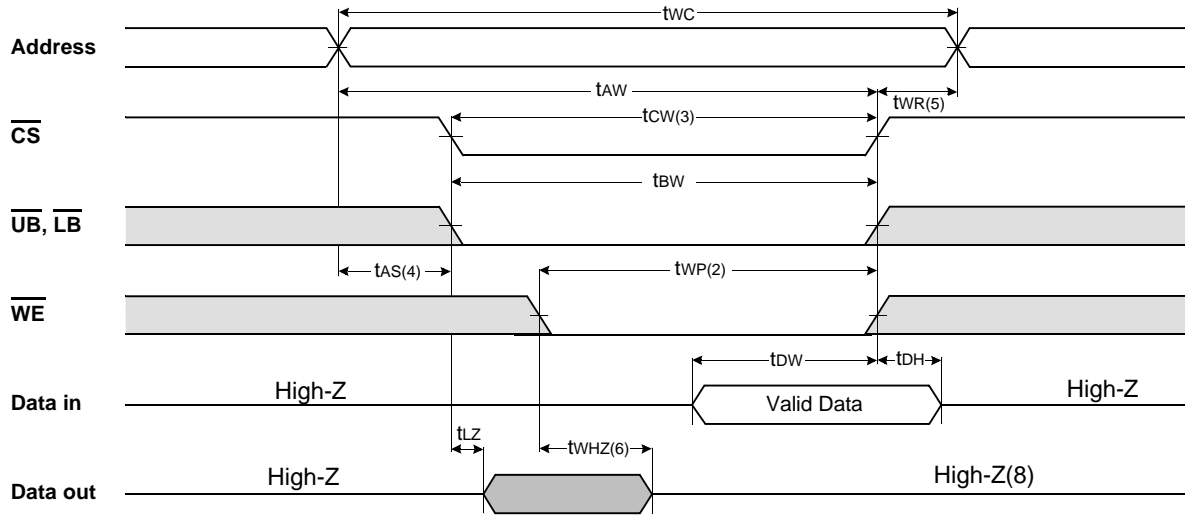 tWC
Address
tAW
tWR(5)
tCW(3)
CS
tBW
UB, LB
tAS(4)
tWP(2)
WE
tDW
tDH
High-Z
Valid Data
High-Z
Data in
tLZ
tWHZ(6)
High-Z
High-Z(8)
Data out